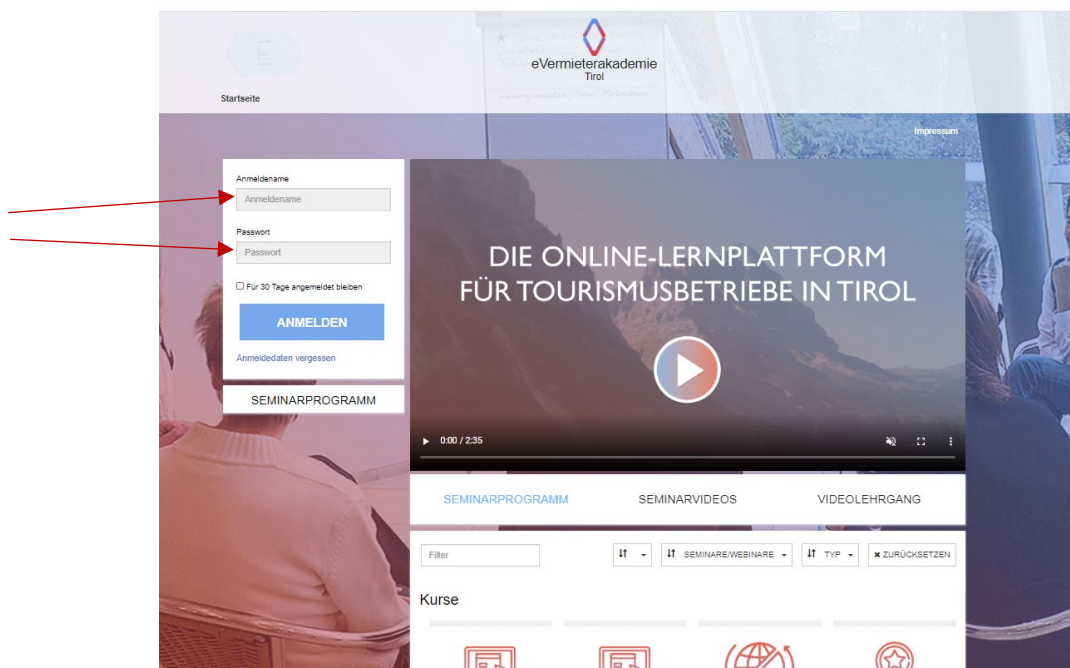 E
eVermieterakademie
Tirol
Startseite
Impressum
Anmeldename
Anmeldename
Passwort
Passwort
Für 30 Tage angemeldet bleiben
ANMELDEN
Anmeldedaten vergessen
SEMINARPROGRAMM
DIE ONLINE-LERNPLATTFORM
FÜR TOURISMUSBETRIEBE IN TIROL
0:00 / 2:35
SEMINARPROGRAMM SEMINARVIDEOS VIDEOLEHRGANG
Filter SEMINARE/WEBINARE TYP ZURÜCKSETZEN
Kurse